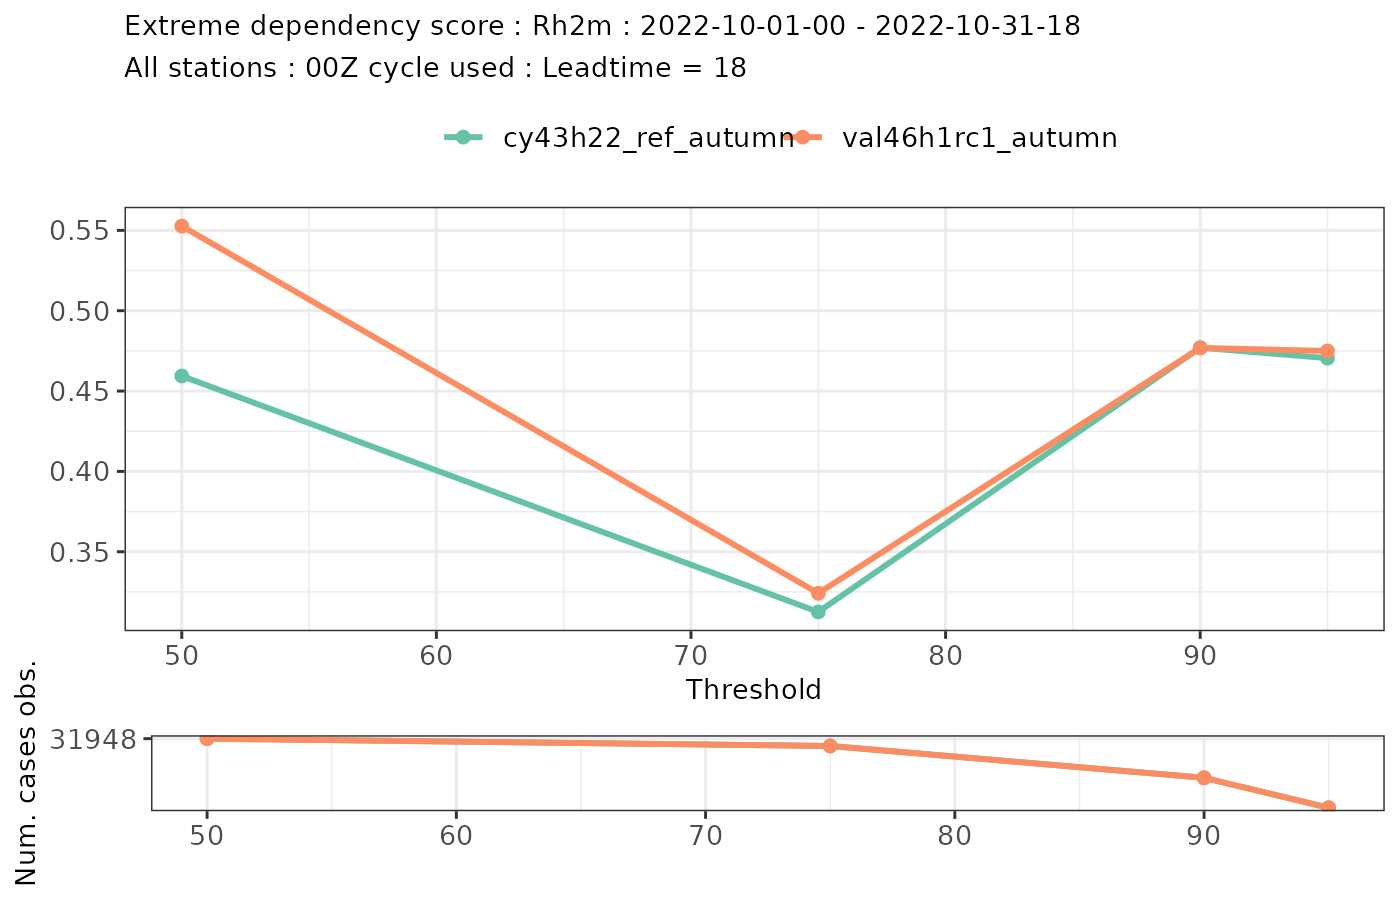 Extreme dependency score : Rh2m : 2022-10-01-00 - 2022-10-31-18
All stations : 00Z cycle used : Leadtime = 18
cy43h22_ref_autumn val46h1rc1_autumn
0.55
0.50
0.45
0.40
0.35
50 60 70 80 90
Threshold
Num. cases obs.
31948
50 60 70 80 90